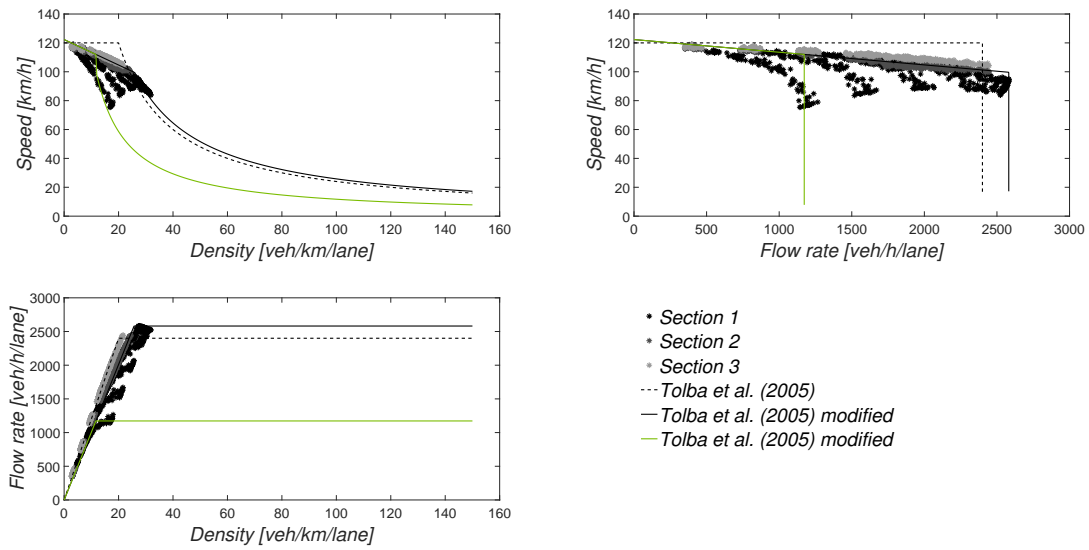 140
120
100
80
60
40
20
0
Speed [km/h]
0 20 40 60 80 100 120 140 160
Density [veh/km/lane]
140
120
100
80
60
40
20
0
Speed [km/h]
0 500 1000 1500 2000 2500 3000
Flow rate [veh/h/lane]
3000
2500
2000
1500
1000
500
0
Flow rate [veh/h/lane]
0 20 40 60 80 100 120 140 160
Density [veh/km/lane]
Section 1
Section 2
Section 3
Tolba et al. (2005)
Tolba et al. (2005) modified
Tolba et al. (2005) modified